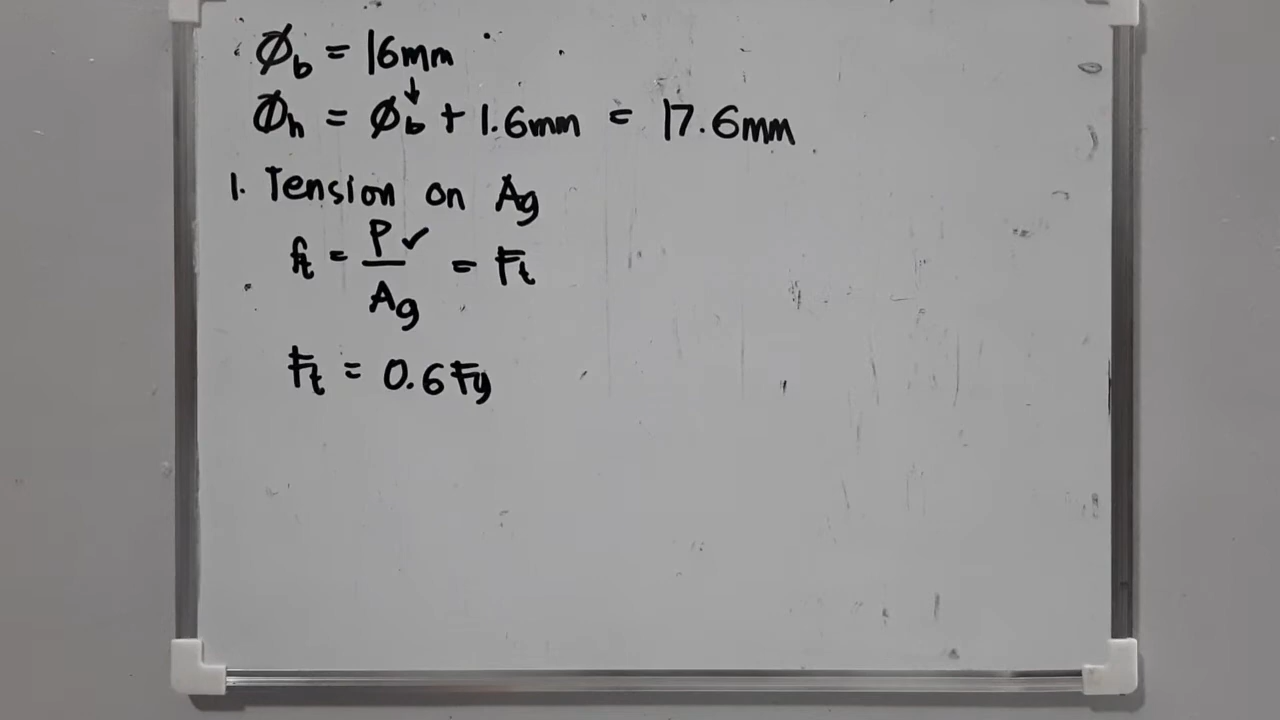 Øb = 16mm
Øh = Øb + 1.6mm = 17.6mm
1. Tension on Ag
ft = P/Ag = Ft
Ft = 0.6Fy